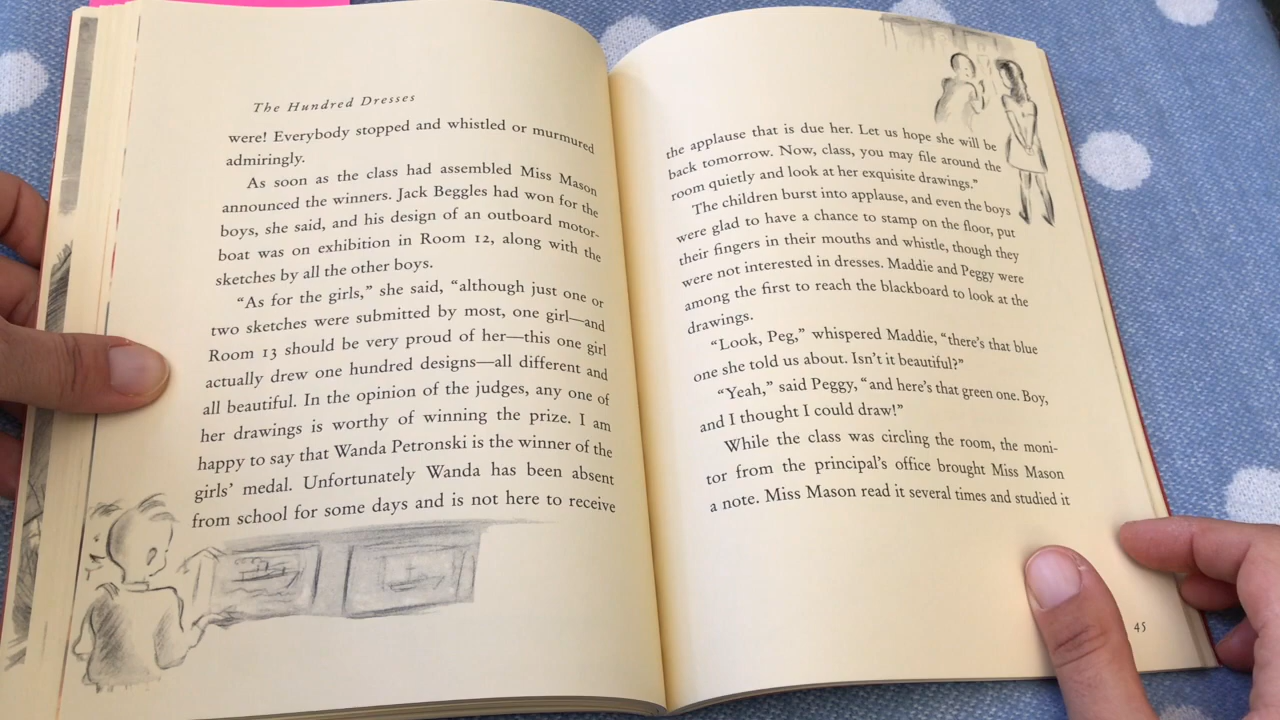 The Hundred Dresses
were! Everybody stopped and whistled or murmured
admiringly.
As soon as the class had assembled Miss Mason
announced the winners. Jack Beggles had won for the
boys, she said, and his design of an outboard motor-
boat was on exhibition in Room 12, along with the
sketches by all the other boys.
“As for the girls,” she said, “although just one or
two sketches were submitted by most, one girl—and
Room 13 should be very proud of her—this one girl
actually drew one hundred designs—all different and
all beautiful. In the opinion of the judges, any one of
her drawings is worthy of winning the prize. I am
happy to say that Wanda Petronski is the winner of the
girls’ medal. Unfortunately Wanda has been absent
from school for some days and is not here to receive
the applause that is due her. Let us hope she will be
back tomorrow. Now, class, you may file around the
room quietly and look at her exquisite drawings.”
The children burst into applause, and even the boys
were glad to have a chance to stamp on the floor, put
their fingers in their mouths and whistle, though they
were not interested in dresses. Maddie and Peggy were
among the first to reach the blackboard to look at the
drawings.
“Look, Peg,” whispered Maddie, “there’s that blue
one she told us about. Isn’t it beautiful?”
“Yeah,” said Peggy, “and here’s that green one. Boy,
and I thought I could draw!”
While the class was circling the room, the moni-
tor from the principal’s office brought Miss Mason
a note. Miss Mason read it several times and studied it
45